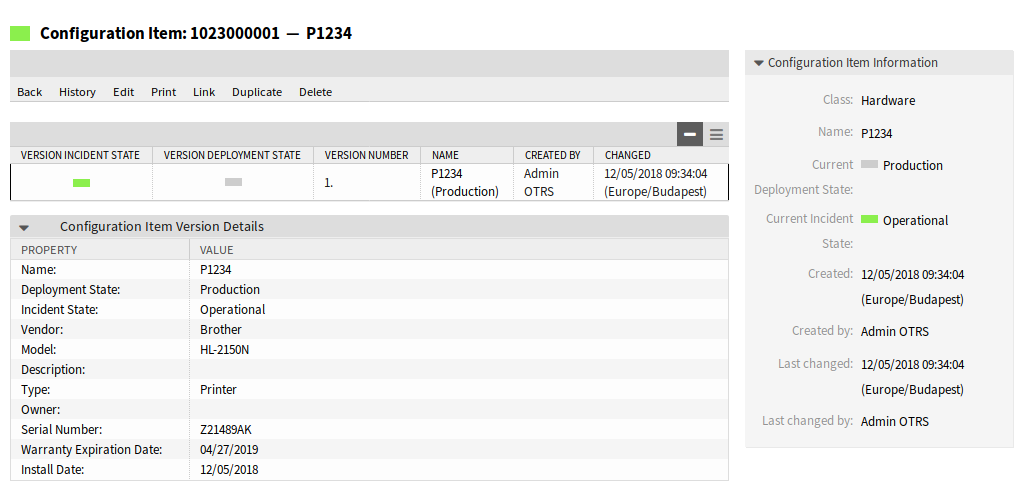 Configuration Item: 1023000001 — P1234
Back History Edit Print Link Duplicate Delete
VERSION INCIDENT STATE VERSION DEPLOYMENT STATE VERSION NUMBER NAME CREATED BY CHANGED
1. P1234 Admin 12/05/2018 09:34:04
(Production) OTRS (Europe/Budapest)
Configuration Item Version Details
PROPERTY VALUE
Name: P1234
Deployment State: Production
Incident State: Operational
Vendor: Brother
Model: HL-2150N
Description:
Type: Printer
Owner:
Serial Number: Z21489AK
Warranty Expiration Date: 04/27/2019
Install Date: 12/05/2018
Configuration Item Information
Class: Hardware
Name: P1234
Current Production
Deployment State:
Current Incident Operational
State:
Created: 12/05/2018 09:34:04
(Europe/Budapest)
Created by: Admin OTRS
Last changed: 12/05/2018 09:34:04
(Europe/Budapest)
Last changed by: Admin OTRS